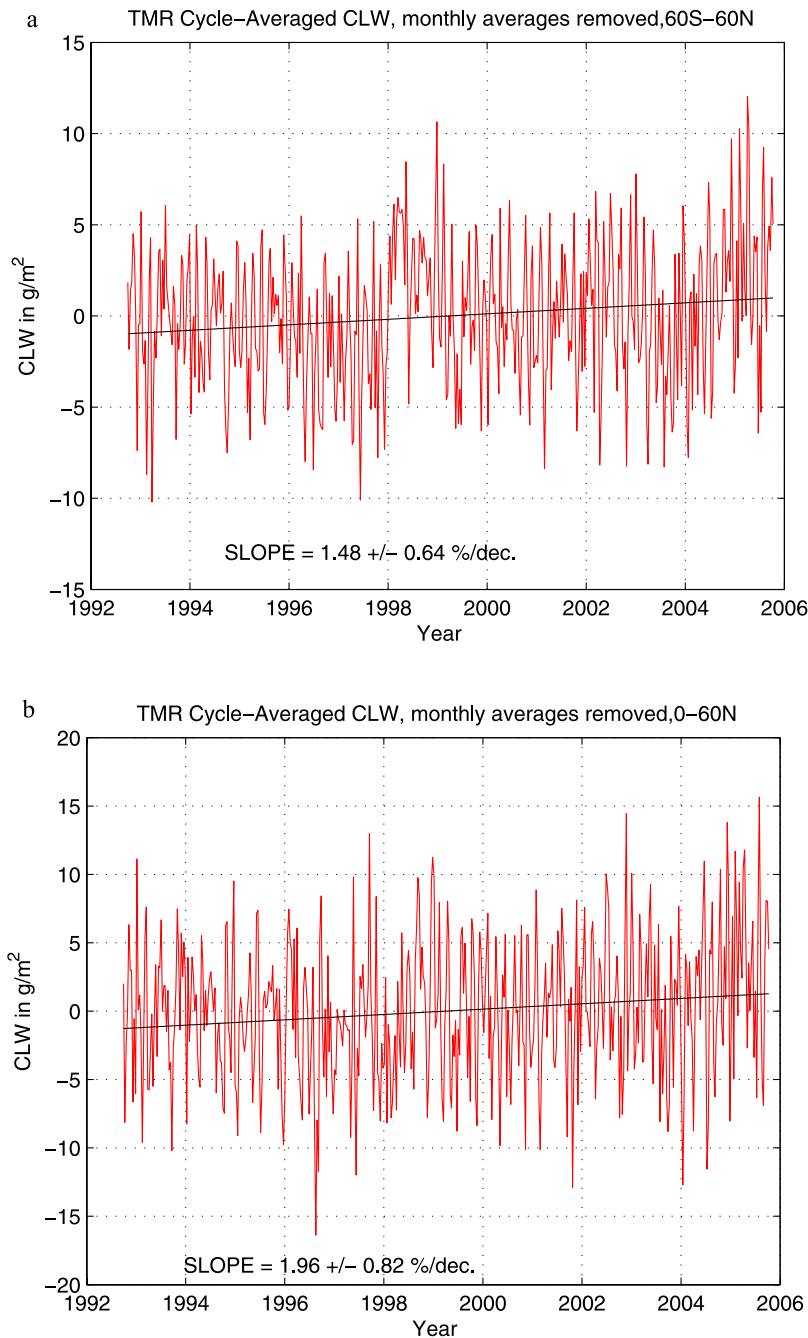 a
TMR Cycle−Averaged CLW, monthly averages removed,60S−60N
15
10
5
0
−5
−10
−15
CLW in g/m²
SLOPE = 1.48 +/− 0.64 %/dec.
1992 1994 1996 1998 2000 2002 2004 2006
Year
b
TMR Cycle−Averaged CLW, monthly averages removed,0−60N
20
15
10
5
0
−5
−10
−15
−20
CLW in g/m²
SLOPE = 1.96 +/− 0.82 %/dec.
1992 1994 1996 1998 2000 2002 2004 2006
Year